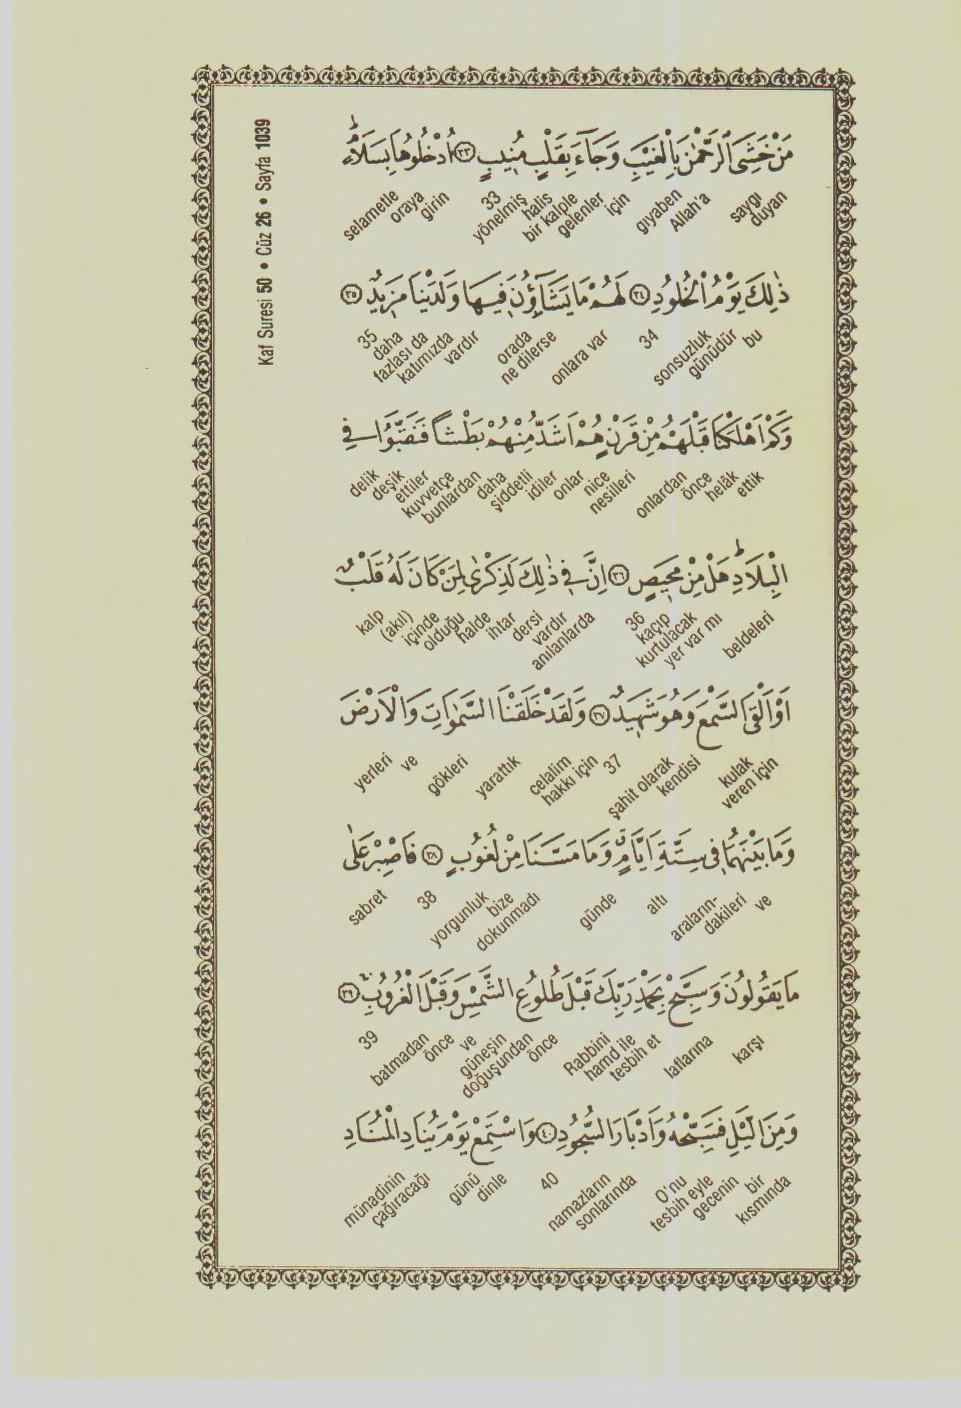 Kaf Suresi 50 • Cüz 26 • Sayfa 1039
مَنْ خَشِيَ الرَّحْمٰنَ بِالْغَيْبِ وَجَاءَ بِقَلْبٍ مُنِيبٍ ﴿٣٣﴾ اُدْخُلُوهَا بِسَلَامٍ
saygı duyan Allah'a gıyaben için gelenler bir kalple halis yönelmiş 33 girin oraya selametle
ذٰلِكَ يَوْمُ الْخُلُودِ ﴿٣٤﴾ لَهُمْ مَا يَشَاؤُنَ فِيهَا وَلَدَيْنَا مَزِيدٌ ﴿٣٥﴾
bu günüdür sonsuzluk 34 onlara var ne dilerse orada vardır katımızda fazlası da daha 35
وَكَمْ اَهْلَكْنَا قَبْلَهُمْ مِنْ قَرْنٍ هُمْ اَشَدُّ مِنْهُمْ بَطْشًا فَنَقَّبُوا فِي
ettik helâk önce onlardan nesilleri nice onlar idiler şiddetli daha bunlardan kuvvetçe ettiler deşik delik
الْبِلَادِ هَلْ مِنْ مَحِيصٍ ﴿٣٦﴾ اِنَّ فِي ذٰلِكَ لَذِكْرٰى لِمَنْ كَانَ لَهُ قَلْبٌ
beldeleri yer var mı kurtulacak kaçıp 36 anılanlarda vardır dersi ihtar halde olduğu içinde (akıl) kalp
اَوْ اَلْقَى السَّمْعَ وَهُوَ شَهِيدٌ ﴿٣٧﴾ وَلَقَدْ خَلَقْنَا السَّمٰوَاتِ وَالْاَرْضَ
kulak veren için kendisi şahit olarak 37 celalim hakkı için yarattık gökleri ve yerleri
وَمَا بَيْنَهُمَا فِي سِتَّةِ اَيَّامٍ وَمَا مَسَّنَا مِنْ لُغُوبٍ ﴿٣٨﴾ فَاصْبِرْ عَلٰى
ve araların-dakileri altı günde dokunmadı bize yorgunluk 38 sabret
مَا يَقُولُونَ وَسَبِّحْ بِحَمْدِ رَبِّكَ قَبْلَ طُلُوعِ الشَّمْسِ وَقَبْلَ الْغُرُوبِ ﴿٣٩﴾
karşı laflarına tesbih et hamd ile Rabbini önce doğuşundan güneşin ve önce batmadan 39
وَمِنَ الَّيْلِ فَسَبِّحْهُ وَاَدْبَارَ السُّجُودِ ﴿٤٠﴾ وَاسْتَمِعْ يَوْمَ يُنَادِ الْمُنَادِ
bir kısmında gecenin tesbih eyle O'nu sonlarında namazların 40 dinle günü çağıracağı münadinin